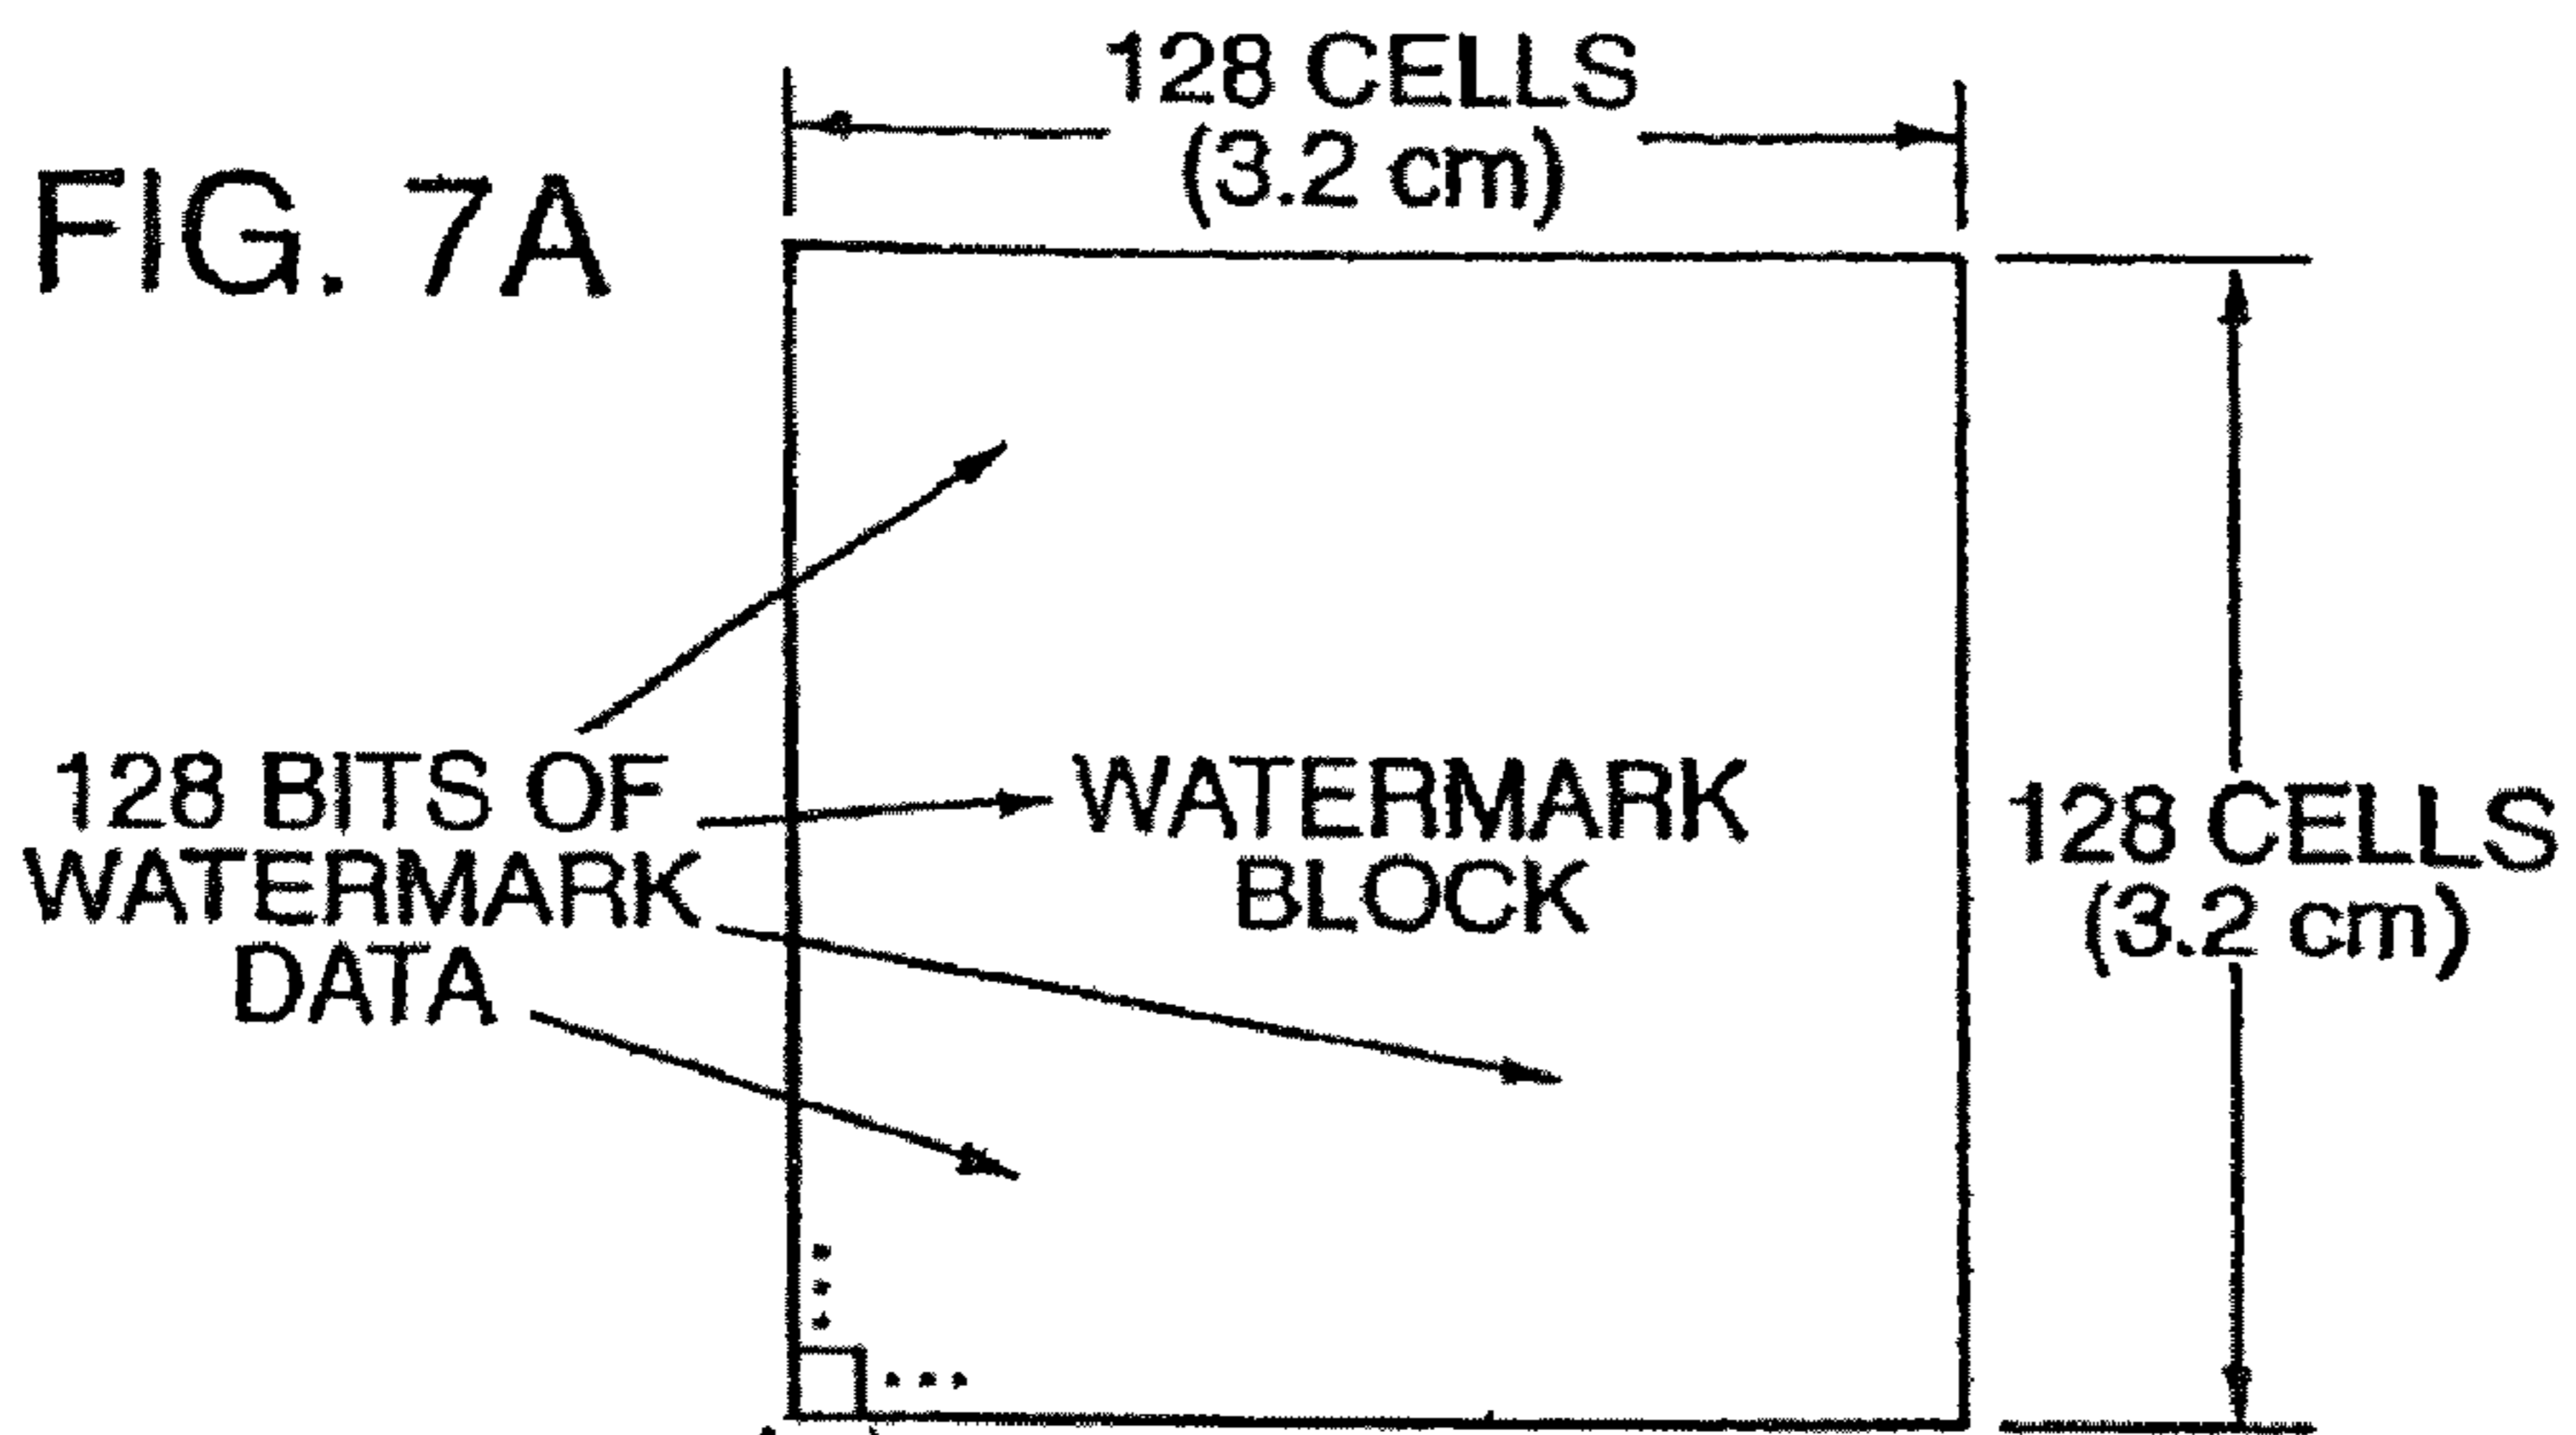 FIG. 7A
128 CELLS
(3.2 cm)
128 BITS OF
WATERMARK
DATA
WATERMARK
BLOCK
128 CELLS
(3.2 cm)